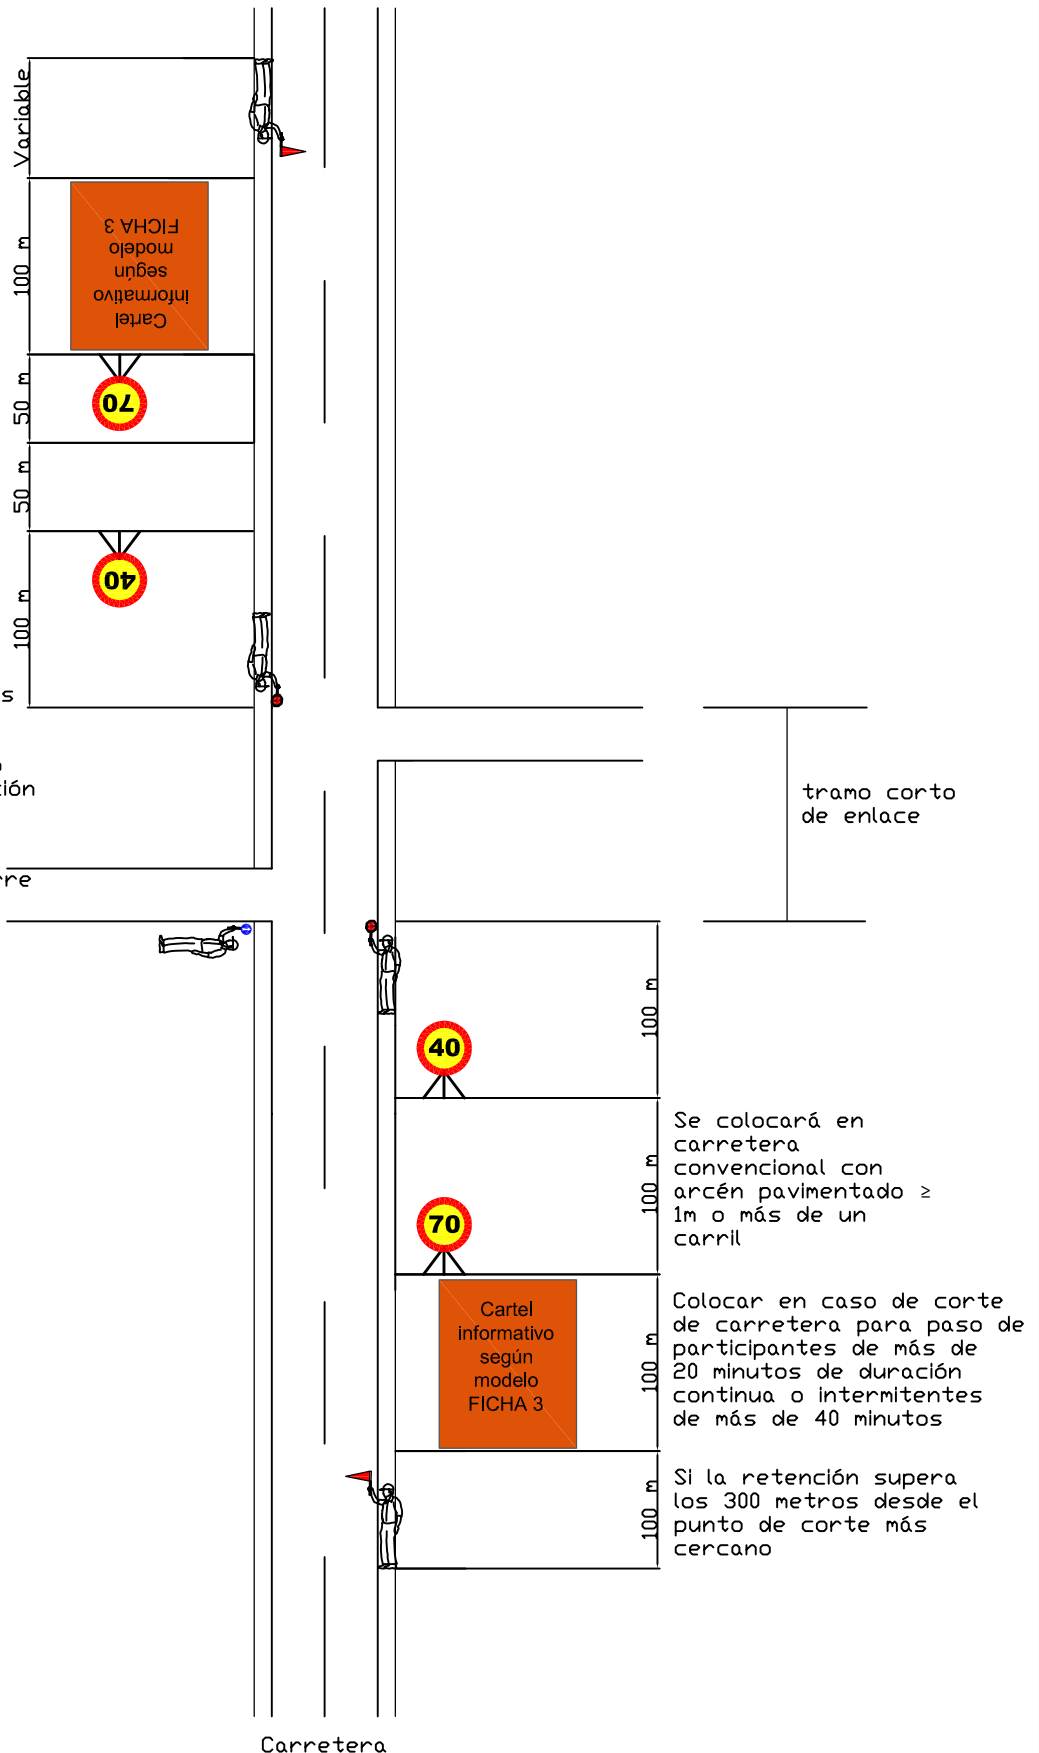 Variable
100 m
Cartel
informativo
según
modelo
FICHA 3
50 m
70
50 m
100 m
40
s
ción
rre
tramo corto
de enlace
40
100 m
70
100 m
Se colocará en
carretera
convencional con
arcén pavimentado ≥
1m o más de un
carril
Cartel
informativo
según
modelo
FICHA 3
100 m
Colocar en caso de corte
de carretera para paso de
participantes de más de
20 minutos de duración
continua o intermitentes
de más de 40 minutos
100 m
Si la retención supera
los 300 metros desde el
punto de corte más
cercano
Carretera